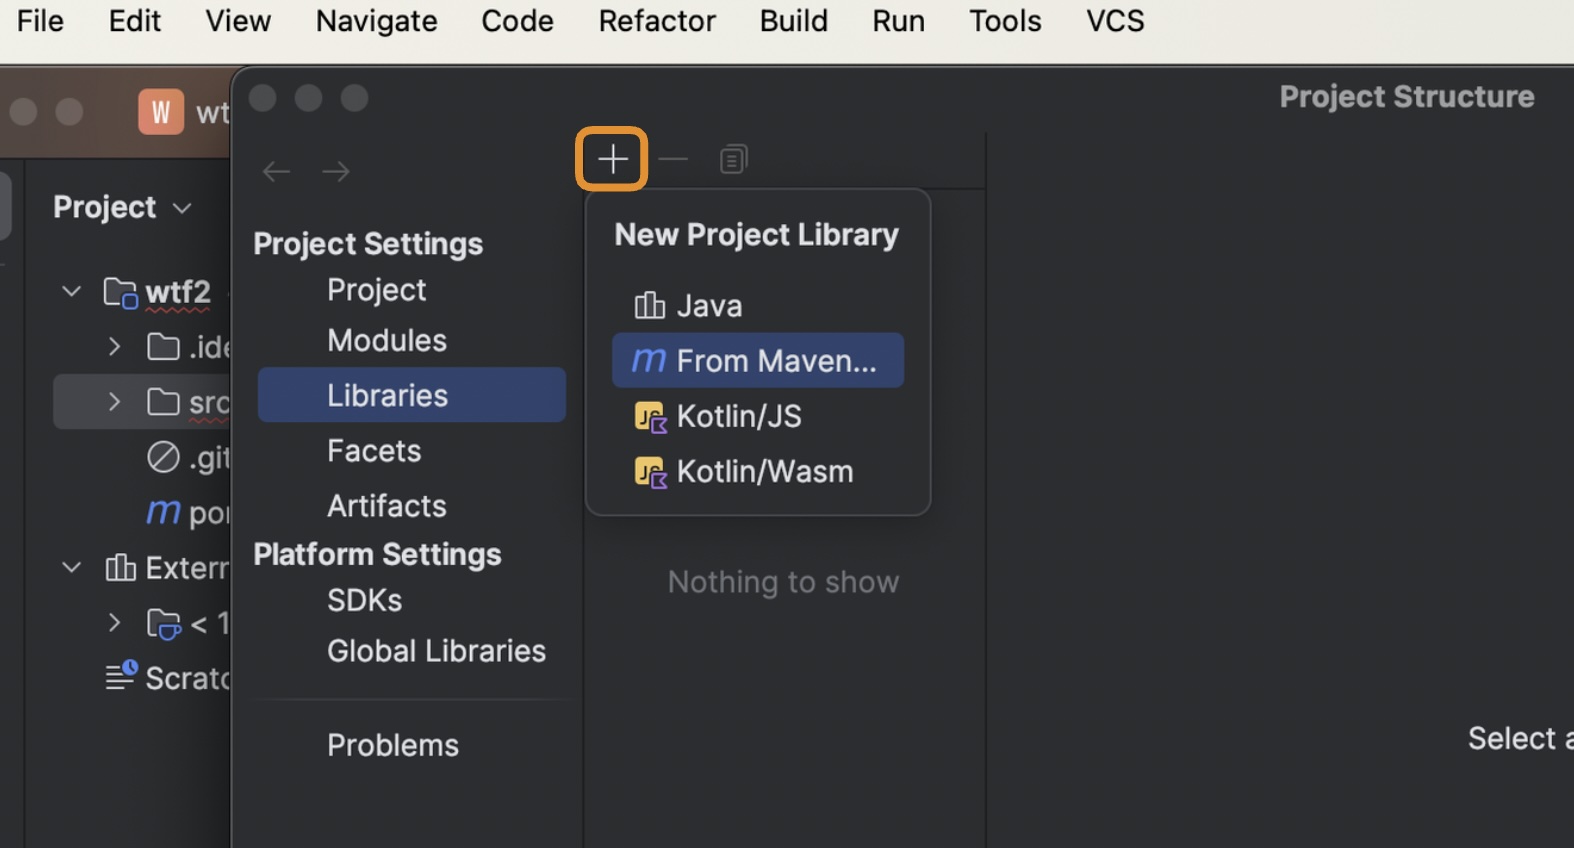 File Edit View Navigate Code Refactor Build Run Tools VCS
W
Project Structure
Project
wtf2
.ide
src
.git
Extern
< 1
Scratc
Project Settings
Project
Modules
Libraries
Facets
Artifacts
Platform Settings
SDKs
Global Libraries
Problems
New Project Library
Java
From Maven...
Kotlin/JS
Kotlin/Wasm
Nothing to show
Select